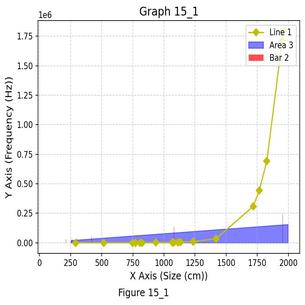 Graph 15_1
1e6
Line 1
Area 3
Bar 2
1.75
1.50
1.25
1.00
0.75
0.50
0.25
0.00
Y Axis (Frequency (Hz))
0 250 500 750 1000 1250 1500 1750 2000
X Axis (Size (cm))
Figure 15_1